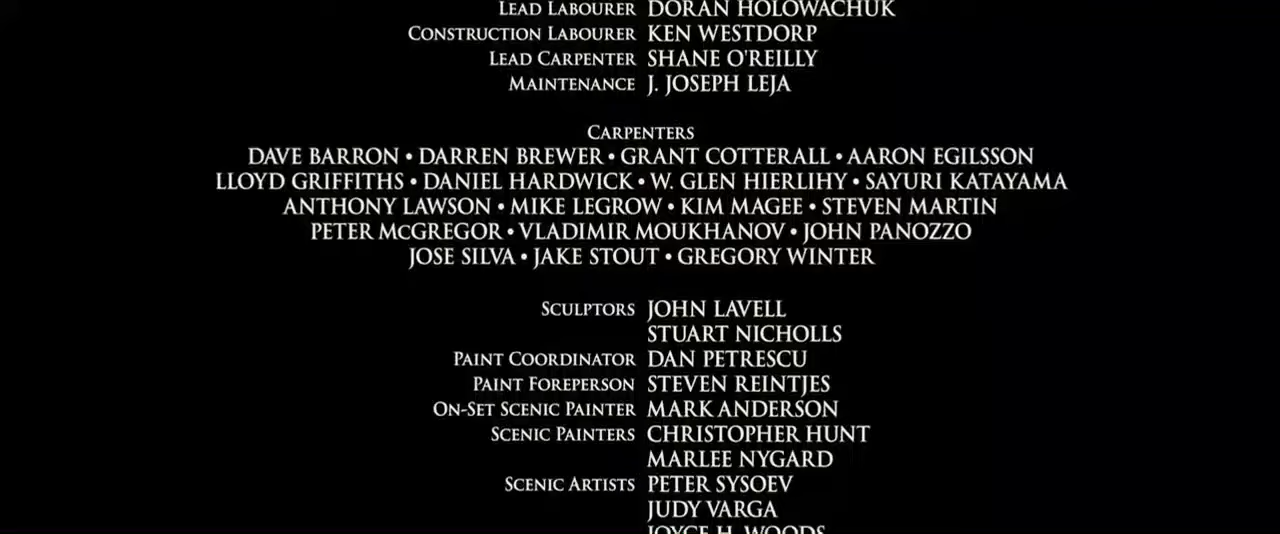 Lead Labourer DORAN HOLOWACHUK
Construction Labourer KEN WESTDORP
Lead Carpenter SHANE O'REILLY
Maintenance J. JOSEPH LEJA
Carpenters
DAVE BARRON • DARREN BREWER • GRANT COTTERALL • AARON EGILSSON
LLOYD GRIFFITHS • DANIEL HARDWICK • W. GLEN HIERLIHY • SAYURI KATAYAMA
ANTHONY LAWSON • MIKE LEGROW • KIM MAGEE • STEVEN MARTIN
PETER McGREGOR • VLADIMIR MOUKHANOV • JOHN PANOZZO
JOSE SILVA • JAKE STOUT • GREGORY WINTER
Sculptors JOHN LAVELL
STUART NICHOLLS
Paint Coordinator DAN PETRESCU
Paint Foreperson STEVEN REINTJES
On-Set Scenic Painter MARK ANDERSON
Scenic Painters CHRISTOPHER HUNT
MARLEE NYGARD
Scenic Artists PETER SYSOEV
JUDY VARGA
JOYCE H. WOODS